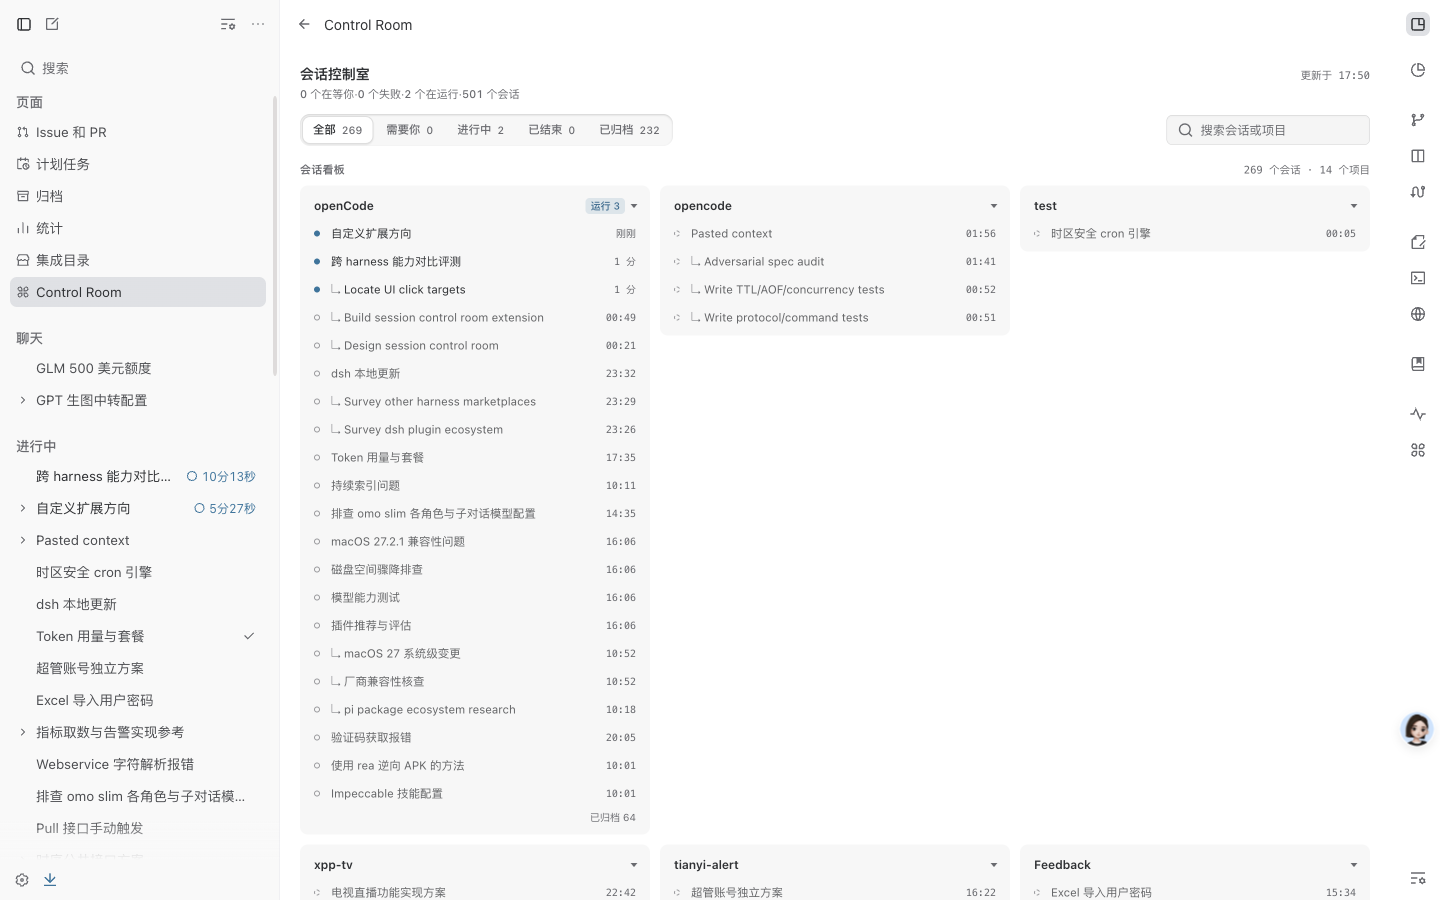 Control Room
搜索
页面
Issue 和 PR
计划任务
归档
统计
集成目录
Control Room
聊天
GLM 500 美元额度
GPT 生图中转配置
进行中
跨 harness 能力对比... 10分13秒
自定义扩展方向 5分27秒
Pasted context
时区安全 cron 引擎
dsh 本地更新
Token 用量与套餐
超管账号独立方案
Excel 导入用户密码
指标取数与告警实现参考
Webservice 字符解析报错
排查 omo slim 各角色与子对话模...
Pull 接口手动触发
会话控制室
更新于 17:50
0 个在等你·0 个失败·2 个在运行·501 个会话
全部 269 需要你 0 进行中 2 已结束 0 已归档 232
搜索会话或项目
会话看板
269 个会话 · 14 个项目
openCode 运行 3
自定义扩展方向 刚刚
跨 harness 能力对比评测 1 分
Locate UI click targets 1 分
Build session control room extension 00:49
Design session control room 00:21
dsh 本地更新 23:32
Survey other harness marketplaces 23:29
Survey dsh plugin ecosystem 23:26
Token 用量与套餐 17:35
持续索引问题 10:11
排查 omo slim 各角色与子对话模型配置 14:35
macOS 27.2.1 兼容性问题 16:06
磁盘空间骤降排查 16:06
模型能力测试 16:06
插件推荐与评估 16:06
macOS 27 系统级变更 10:52
厂商兼容性核查 10:52
pi package ecosystem research 10:18
验证码获取报错 20:05
使用 rea 逆向 APK 的方法 10:01
Impeccable 技能配置 10:01
已归档 64
opencode
Pasted context 01:56
Adversarial spec audit 01:41
Write TTL/AOF/concurrency tests 00:52
Write protocol/command tests 00:51
test
时区安全 cron 引擎 00:05
xpp-tv
电视直播功能实现方案 22:42
tianyi-alert
超管账号独立方案 16:22
Feedback
Excel 导入用户密码 15:34